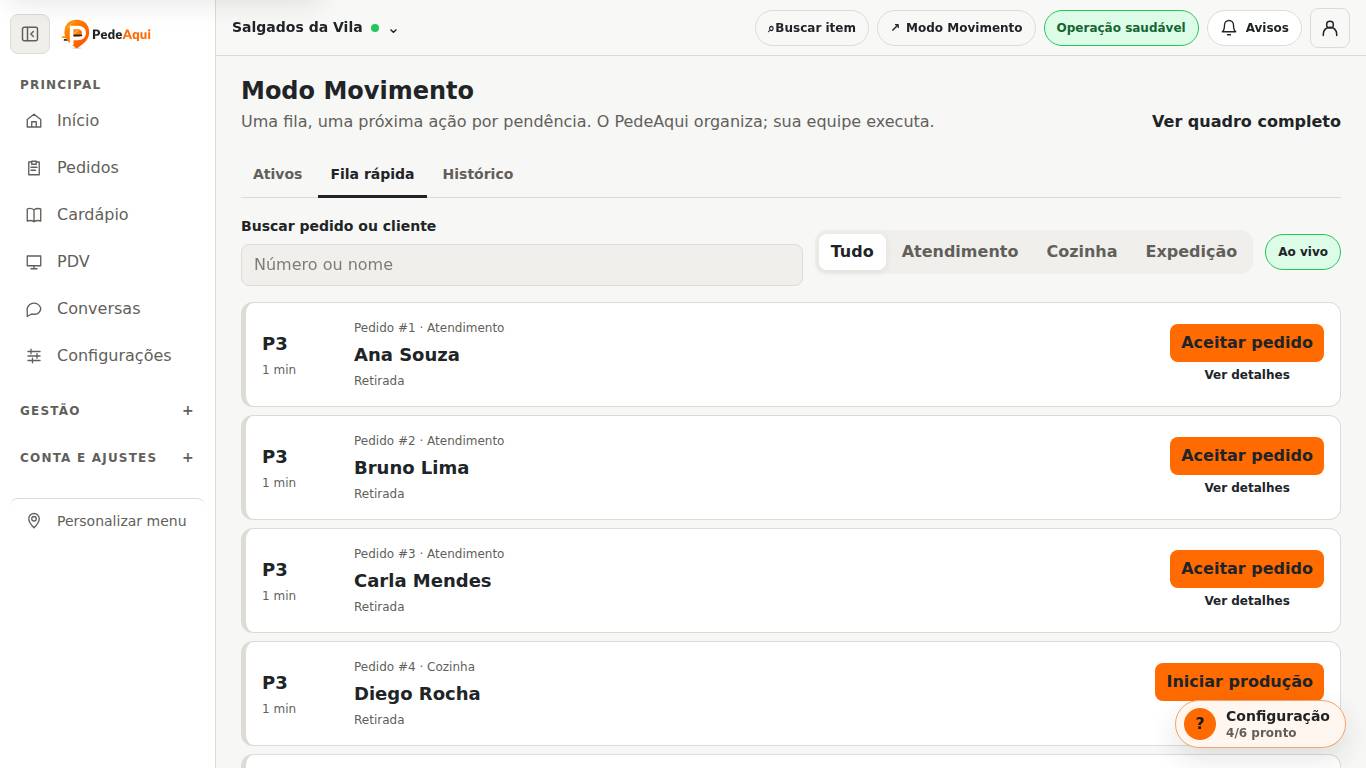 PedeAqui
Salgados da Vila
Buscar item
Modo Movimento
Operação saudável
Avisos
PRINCIPAL
Início
Pedidos
Cardápio
PDV
Conversas
Configurações
GESTÃO +
CONTA E AJUSTES +
Personalizar menu
Modo Movimento
Uma fila, uma próxima ação por pendência. O PedeAqui organiza; sua equipe executa.
Ver quadro completo
Ativos
Fila rápida
Histórico
Buscar pedido ou cliente
Número ou nome
Tudo
Atendimento
Cozinha
Expedição
Ao vivo
P3
1 min
Pedido #1 · Atendimento
Ana Souza
Retirada
Aceitar pedido
Ver detalhes
P3
1 min
Pedido #2 · Atendimento
Bruno Lima
Retirada
Aceitar pedido
Ver detalhes
P3
1 min
Pedido #3 · Atendimento
Carla Mendes
Retirada
Aceitar pedido
Ver detalhes
P3
1 min
Pedido #4 · Cozinha
Diego Rocha
Retirada
Iniciar produção
?
Configuração
4/6 pronto